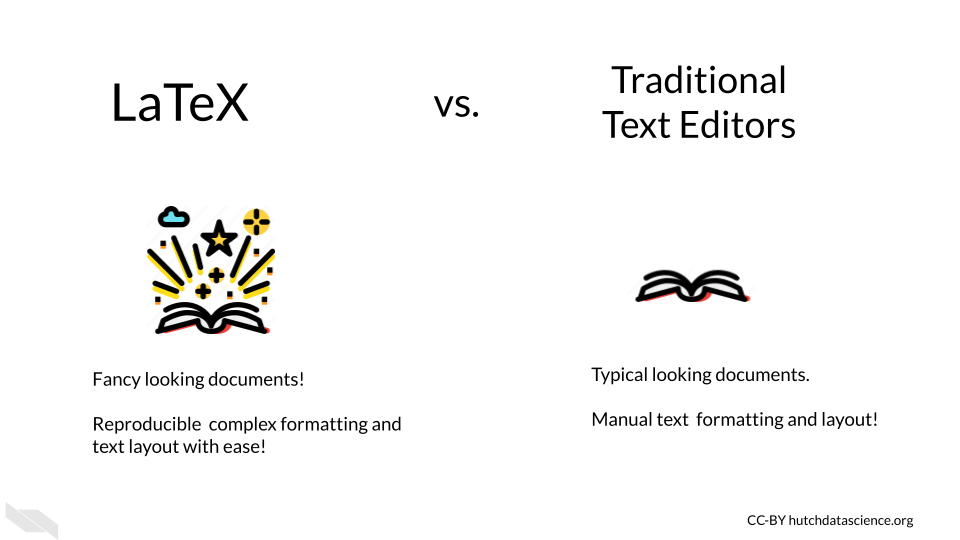 LaTeX
vs.
Traditional
Text Editors
Fancy looking documents!
Reproducible  complex formatting and
text layout with ease!
Typical looking documents.
Manual text  formatting and layout!
CC-BY hutchdatascience.org